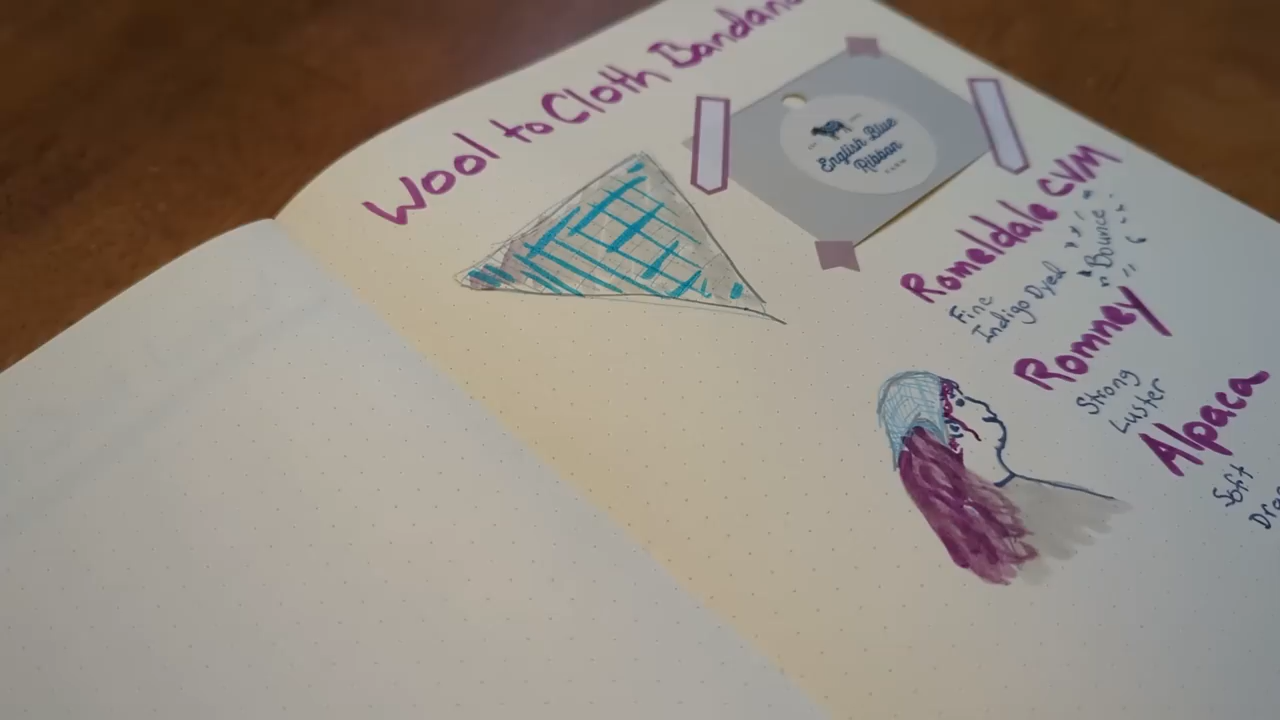 Wool to Cloth Bandana
English Blue
Ribbon
Romeldale CVM
Fine
Indigo Dyed
Bounce
Romney
Strong
Luster
Alpaca
Soft